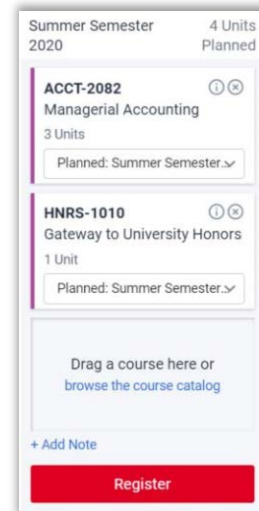 Summer Semester 4 Units
2020 Planned
ACCT-2082
Managerial Accounting
3 Units
Planned: Summer Semester..
HNRS-1010
Gateway to University Honors
1 Unit
Planned: Summer Semester..
Drag a course here or
browse the course catalog
+ Add Note
Register